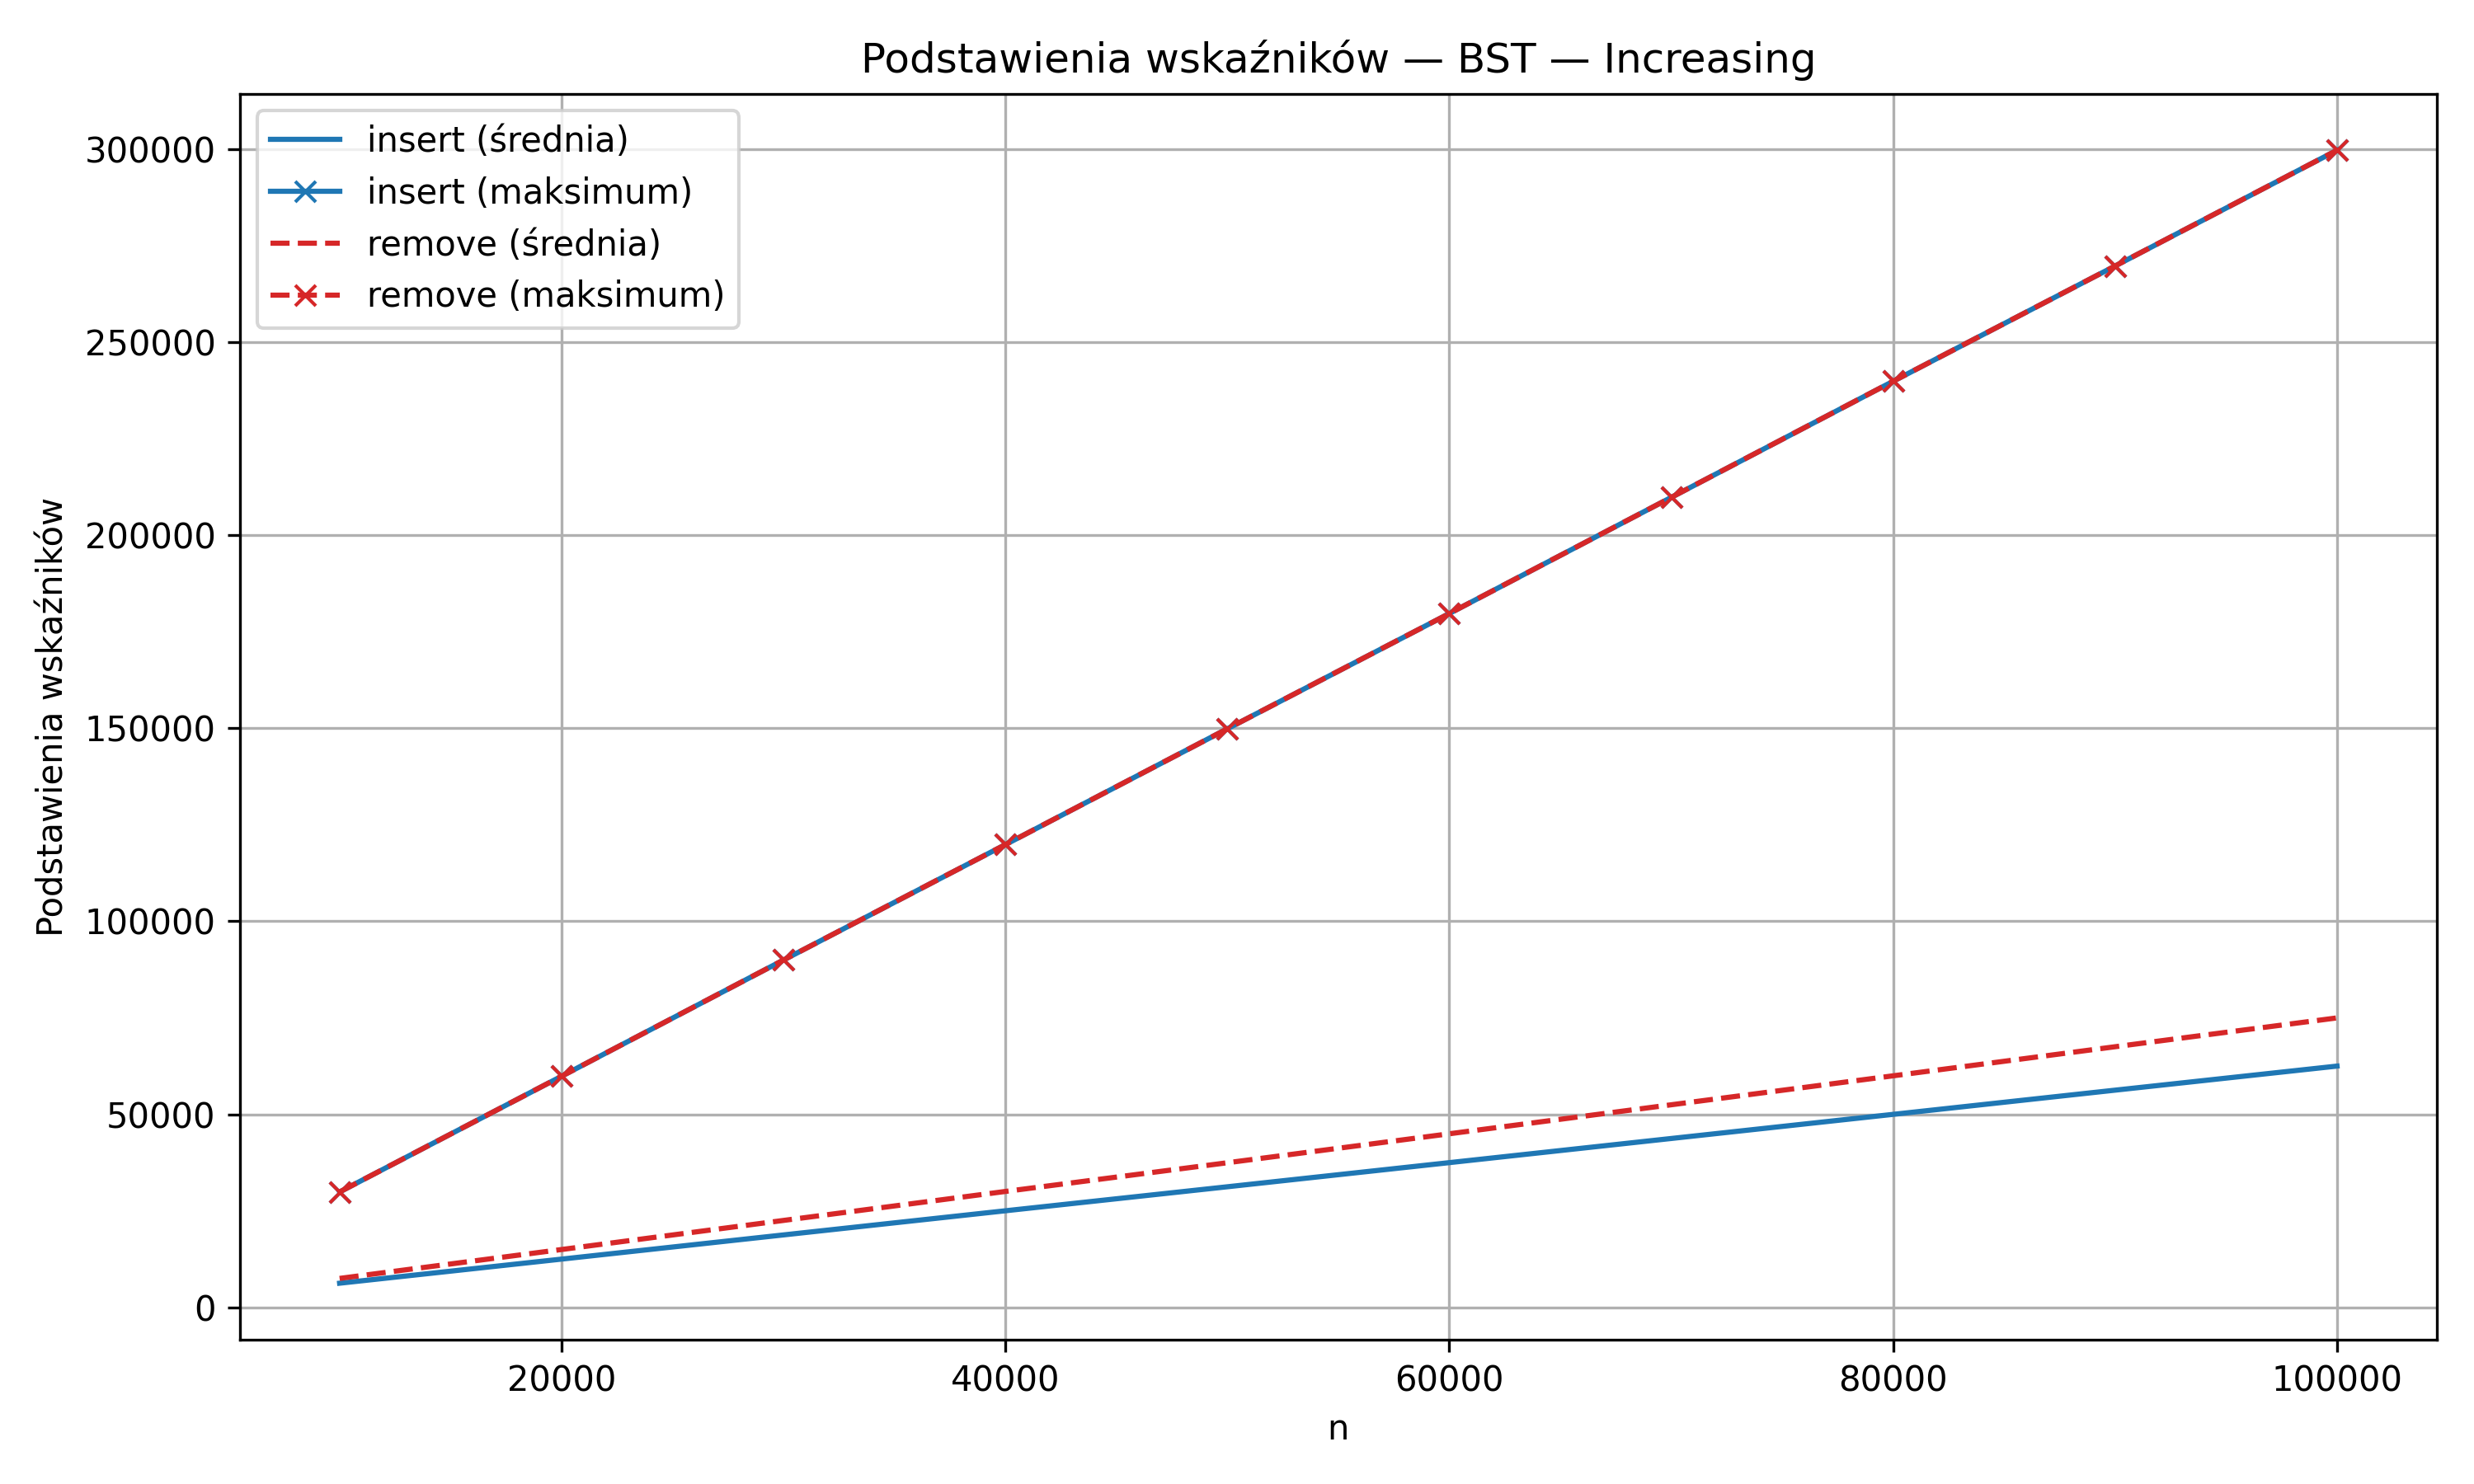 Podstawienia wskaźników — BST — Increasing
insert (średnia)
insert (maksimum)
remove (średnia)
remove (maksimum)
Podstawienia wskaźników
300000
250000
200000
150000
100000
50000
0
20000 40000 60000 80000 100000
n